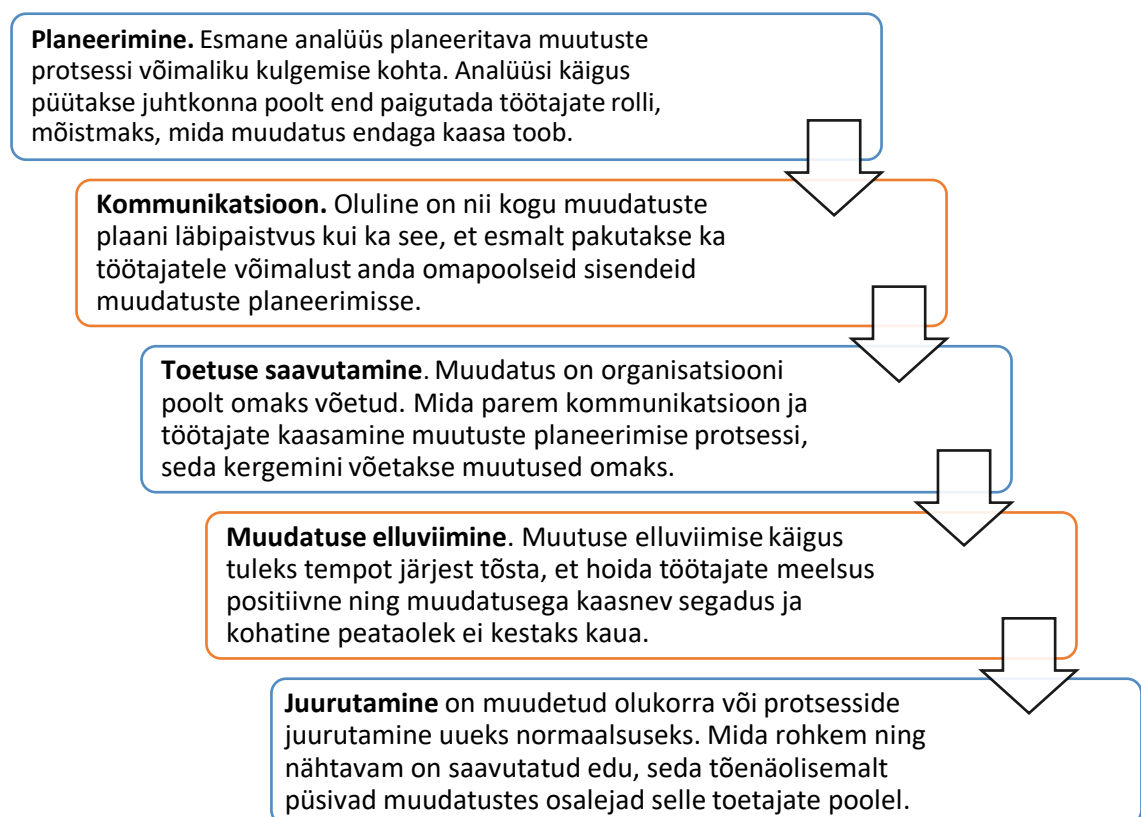 Planeerimine. Esmane analüüs planeeritava muutuste
protsessi võimaliku kulgemise kohta. Analüüsi käigus
püütakse juhtkonna poolt end paigutada töötajate rolli,
mõistmaks, mida muudatus endaga kaasa toob.
Kommunikatsioon. Oluline on nii kogu muudatuste
plaani läbipaistvus kui ka see, et esmalt pakutakse ka
töötajatele võimalust anda omapoolseid sisendeid
muudatuste planeerimisse.
Toetuse saavutamine. Muudatus on organisatsiooni
poolt omaks võetud. Mida parem kommunikatsioon ja
töötajate kaasamine muutuste planeerimise protsessi,
seda kergemini võetakse muutused omaks.
Muudatuse elluviimine. Muutuse elluviimise käigus
tuleks tempot järjest tõsta, et hoida töötajate meelsus
positiivne ning muudatusega kaasnev segadus ja
kohatine peataolek ei kestaks kaua.
Juurutamine on muudetud olukorra või protsesside
juurutamine uueks normaalsuseks. Mida rohkem ning
nähtavam on saavutatud edu, seda tõenäolisemalt
püsivad muudatustes osalejad selle toetajate poolel.